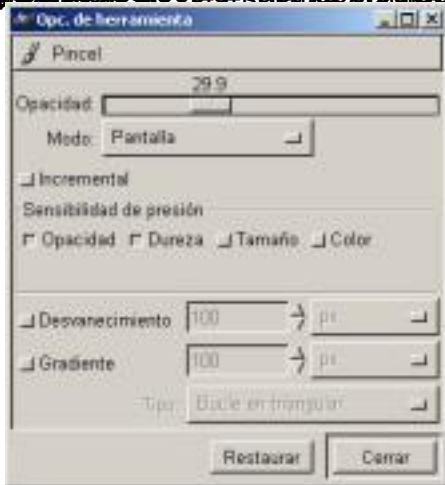 Opc. de herramienta
Pincel
29.9
Opacidad:
Modo: Pantalla
Incremental
Sensibilidad de presión
Opacidad Dureza Tamaño Color
Desvanecimiento 100 px
Gradiente 100 px
Tipo: Bucle en triangular
Restaurar Cerrar